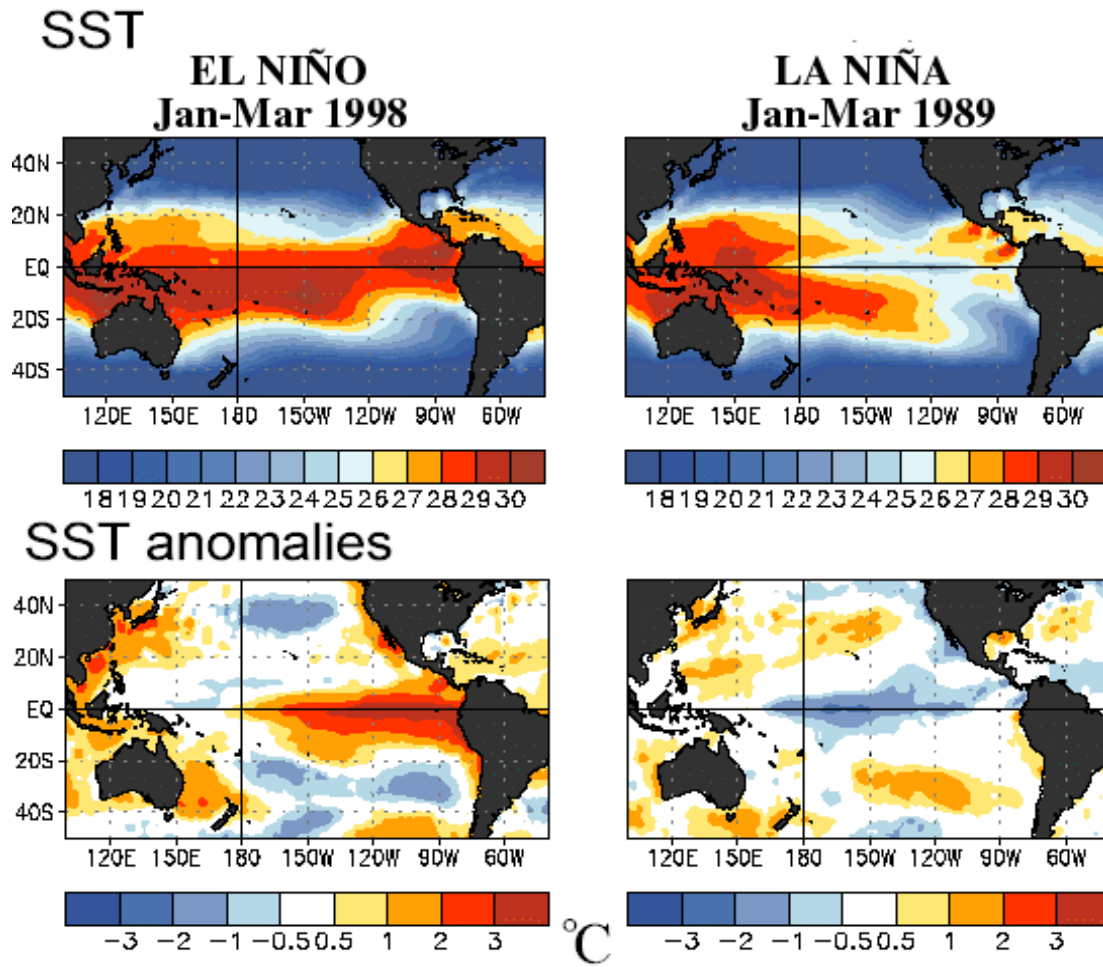 SST
EL NIÑO
Jan-Mar 1998
LA NIÑA
Jan-Mar 1989
40N
20N
EQ
20S
40S
120E 150E 180 150W 120W 90W 60W
120E 150E 180 150W 120W 90W 60W
18 19 20 21 22 23 24 25 26 27 28 29 30
18 19 20 21 22 23 24 25 26 27 28 29 30
SST anomalies
40N
20N
EQ
20S
40S
120E 150E 180 150W 120W 90W 60W
120E 150E 180 150W 120W 90W 60W
-3 -2 -1 -0.5 0.5 1 2 3
°C
-3 -2 -1 -0.5 0.5 1 2 3